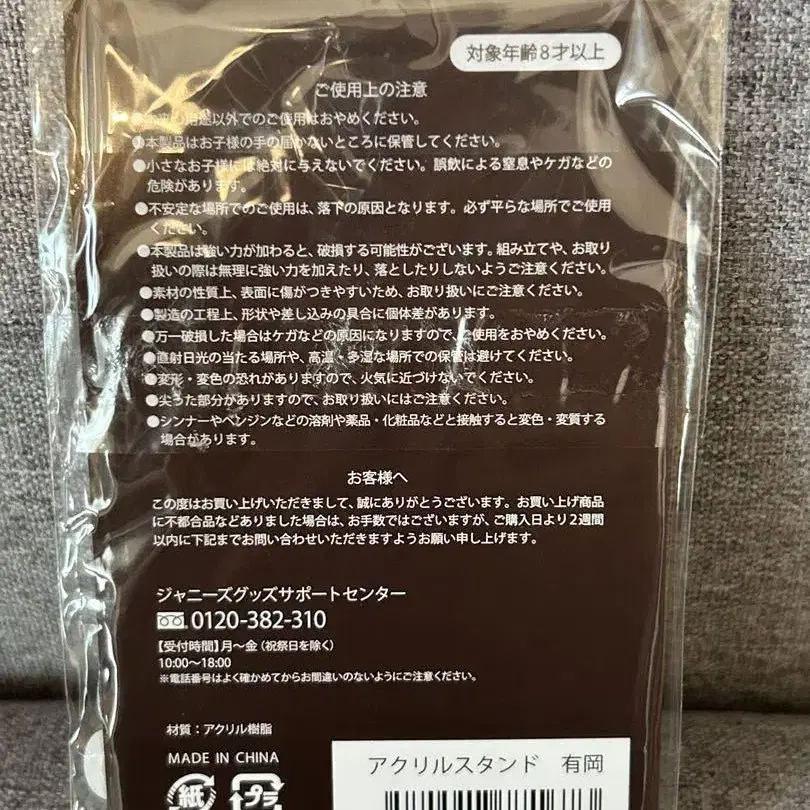 対象年齢8才以上
ご使用上の注意
●本来の用途以外でのご使用はおやめください。
●本製品はお子様の手の届かないところに保管してください。
●小さなお子様には絶対に与えないでください。誤飲による窒息やケガなどの
危険があります。
●不安定な場所でのご使用は、落下の原因となります。必ず平らな場所でご使用
ください。
●本製品は強い力が加わると、破損する可能性がございます。組み立てや、お取り
扱いの際は無理に強い力を加えたり、落としたりしないようご注意ください。
●素材の性質上、表面に傷がつきやすいため、お取り扱いにご注意ください。
●製造の工程上、形状や差し込みの具合に個体差があります。
●万一破損した場合はケガなどの原因になりますので、ご使用をおやめください。
●直射日光の当たる場所や、高温・多湿な場所での保管は避けてください。
●変形・変色の恐れがありますので、火気に近づけないでください。
●尖った部分がありますので、お取り扱いにはご注意ください。
●シンナーやベンジンなどの溶剤や薬品・化粧品などと接触すると変色・変質する
場合があります。
お客様へ
この度はお買い上げいただきまして、誠にありがとうございます。お買い上げ商品
に不都合品などありました場合は、お手数ではございますが、ご購入日より2週間
以内に下記までお問い合わせいただきますようお願い申し上げます。
ジャニーズグッズサポートセンター
0120-382-310
【受付時間】月〜金（祝祭日を除く）
10:00〜18:00
※電話番号はよく確かめてからお間違いのないようにご注意ください。
材質：アクリル樹脂
MADE IN CHINA
アクリルスタンド 有岡
紙 プラ